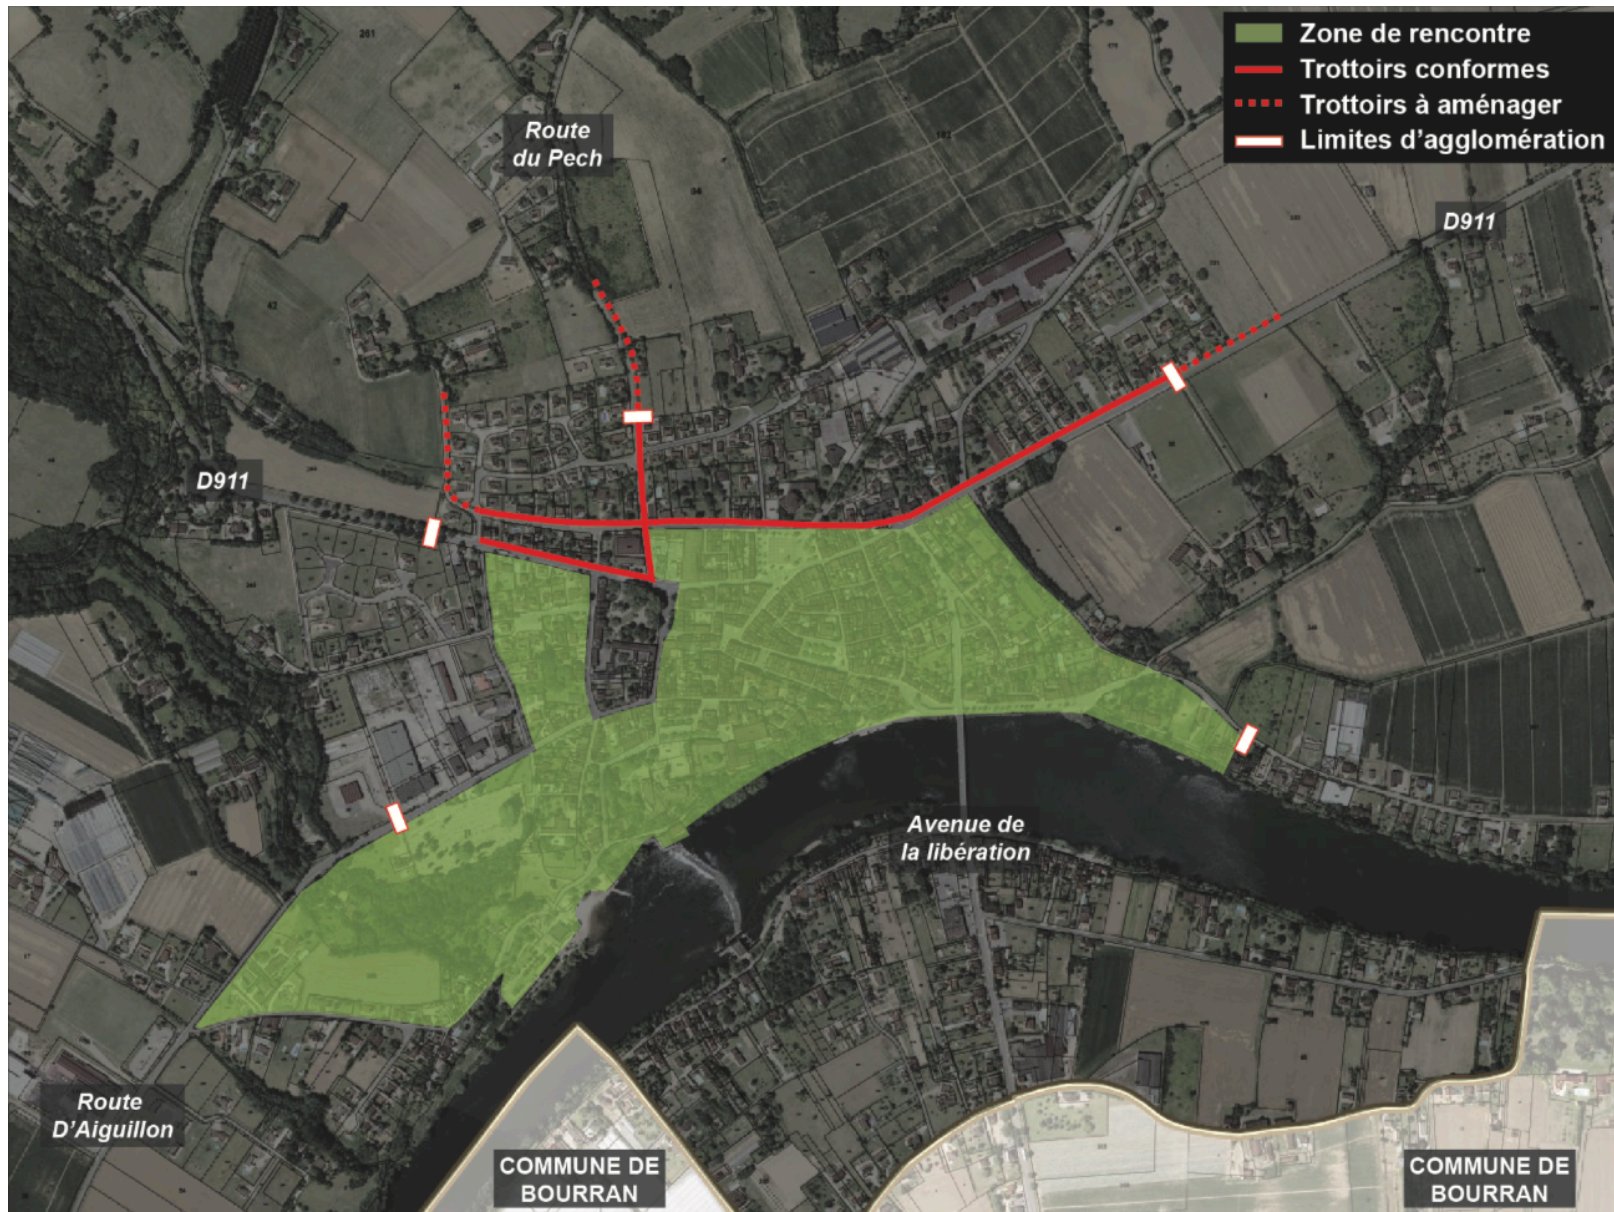 Zone de rencontre
Trottoirs conformes
Trottoirs à aménager
Limites d'agglomération
Route
du Pech
D911
D911
Avenue de
la libération
Route
D'Aiguillon
COMMUNE DE
BOURRAN
COMMUNE DE
BOURRAN